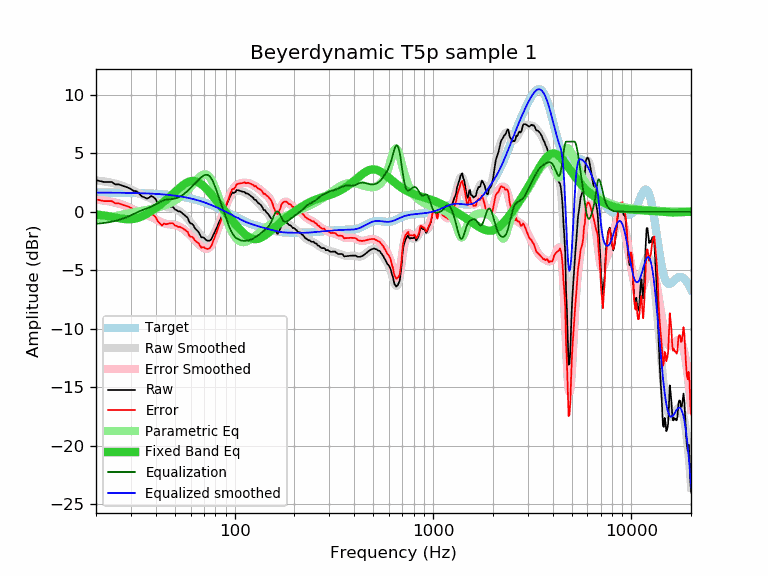 Beyerdynamic T5p sample 1
10
5
0
−5
−10
−15
−20
−25
Amplitude (dBr)
Target
Raw Smoothed
Error Smoothed
Raw
Error
Parametric Eq
Fixed Band Eq
Equalization
Equalized smoothed
100
1000
10000
Frequency (Hz)